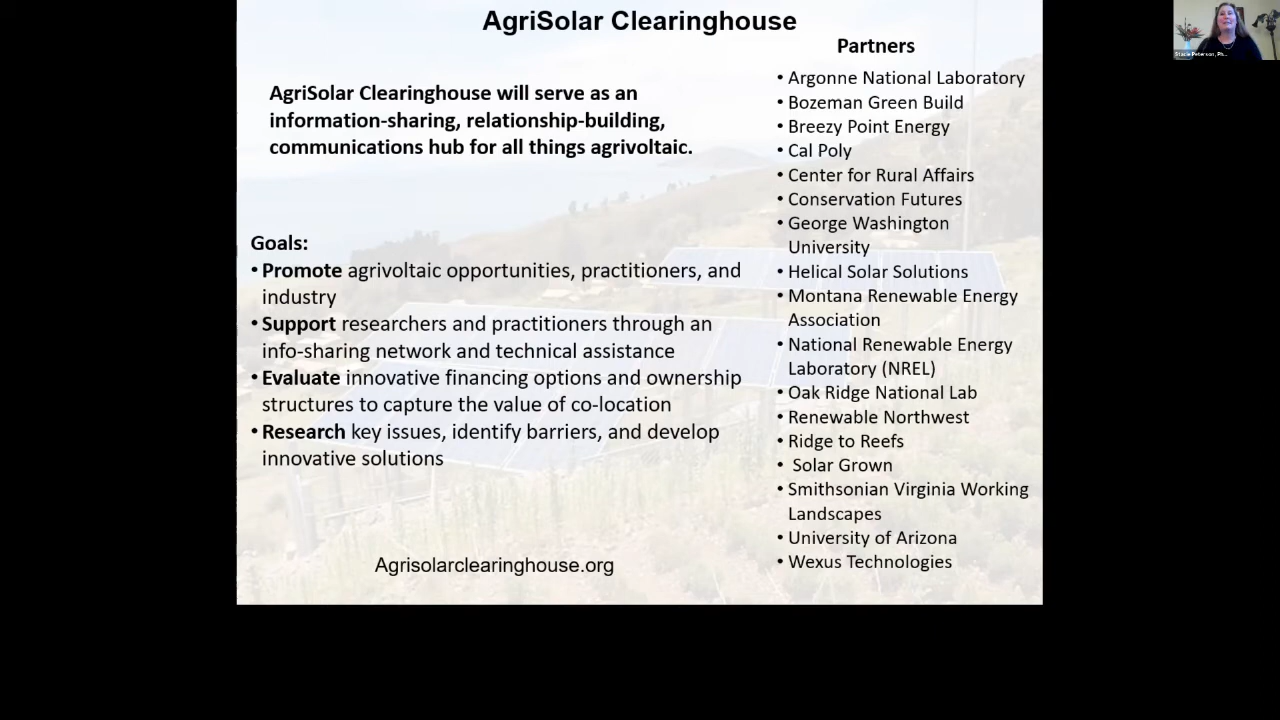 AgriSolar Clearinghouse
AgriSolar Clearinghouse will serve as an
information-sharing, relationship-building,
communications hub for all things agrivoltaic.
Goals:
•Promote agrivoltaic opportunities, practitioners, and
industry
•Support researchers and practitioners through an
info-sharing network and technical assistance
•Evaluate innovative financing options and ownership
structures to capture the value of co-location
•Research key issues, identify barriers, and develop
innovative solutions
Agrisolarclearinghouse.org
Partners
• Argonne National Laboratory
• Bozeman Green Build
• Breezy Point Energy
• Cal Poly
• Center for Rural Affairs
• Conservation Futures
• George Washington
University
• Helical Solar Solutions
• Montana Renewable Energy
Association
• National Renewable Energy
Laboratory (NREL)
• Oak Ridge National Lab
• Renewable Northwest
• Ridge to Reefs
• Solar Grown
• Smithsonian Virginia Working
Landscapes
• University of Arizona
• Wexus Technologies
Stacie Peterson, Ph...